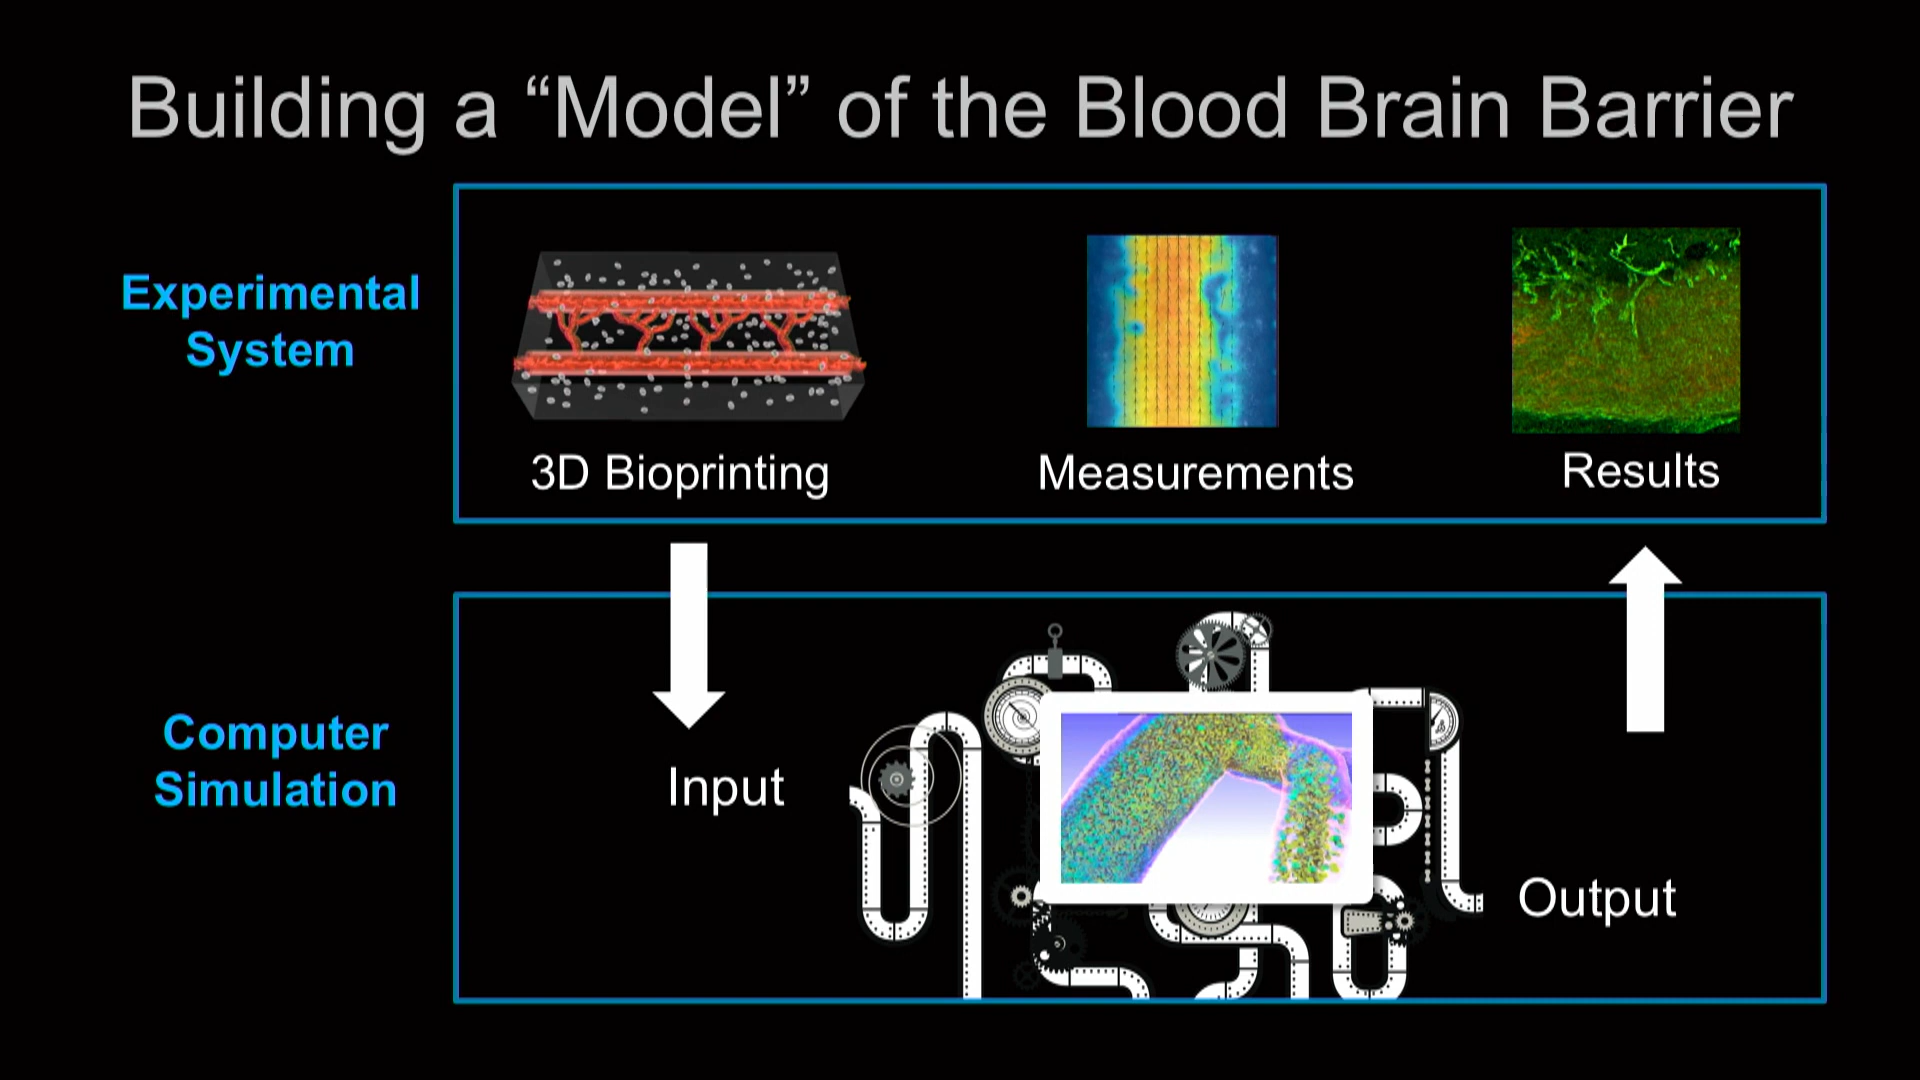 Building a “Model” of the Blood Brain Barrier
Experimental
System
3D Bioprinting
Measurements
Results
Computer
Simulation
Input
Output